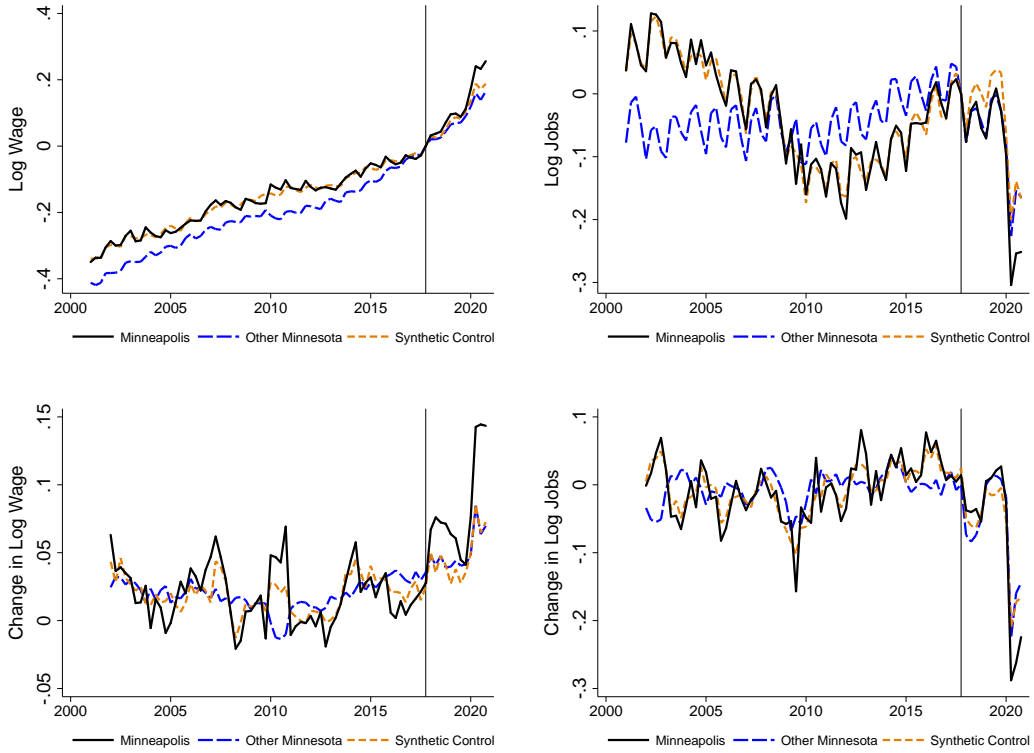 .4
.2
0
-.2
-.4
Log Wage
2000 2005 2010 2015 2020
Minneapolis Other Minnesota Synthetic Control
.1
0
-.1
-.2
-.3
Log Jobs
2000 2005 2010 2015 2020
Minneapolis Other Minnesota Synthetic Control
.15
.1
.05
0
-.05
Change in Log Wage
2000 2005 2010 2015 2020
Minneapolis Other Minnesota Synthetic Control
.1
0
-.1
-.2
-.3
Change in Log Jobs
2000 2005 2010 2015 2020
Minneapolis Other Minnesota Synthetic Control